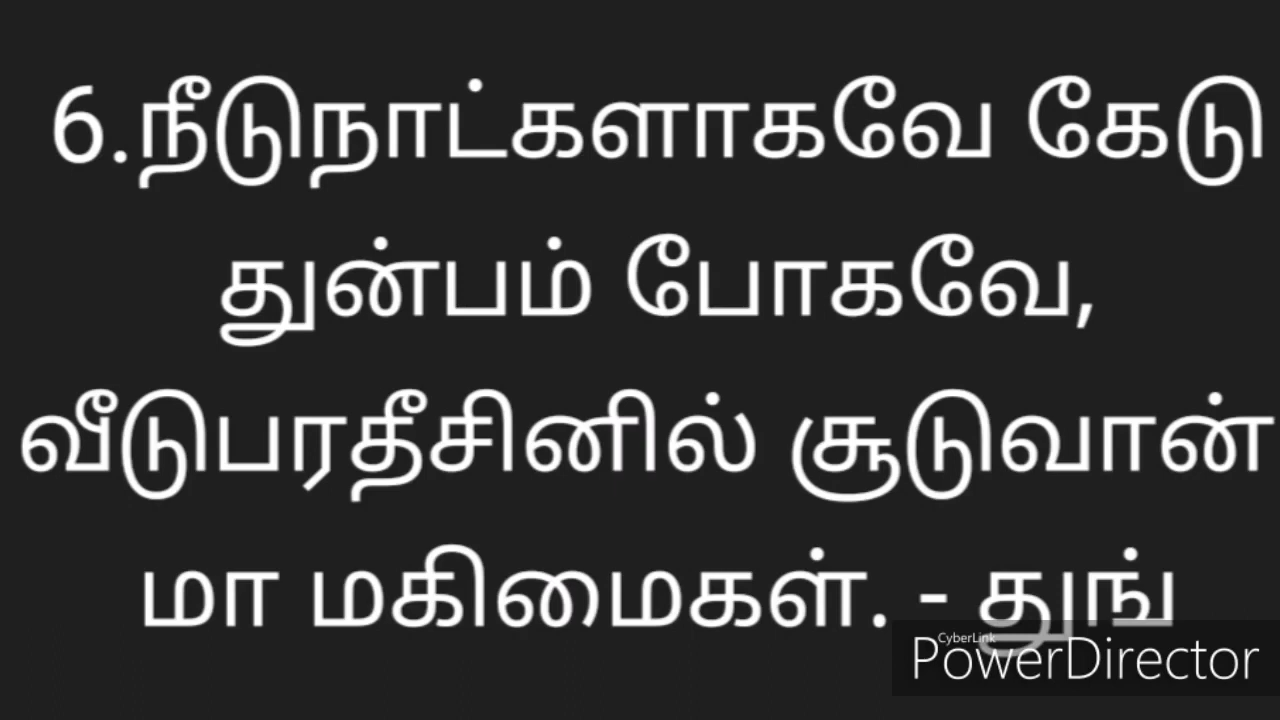 6.நீடுநாட்களாகவே கேடு
துன்பம் போகவே,
வீடுபரதீசினில் சூடுவான்
மா மகிமைகள். - துங்
CyberLink
PowerDirector